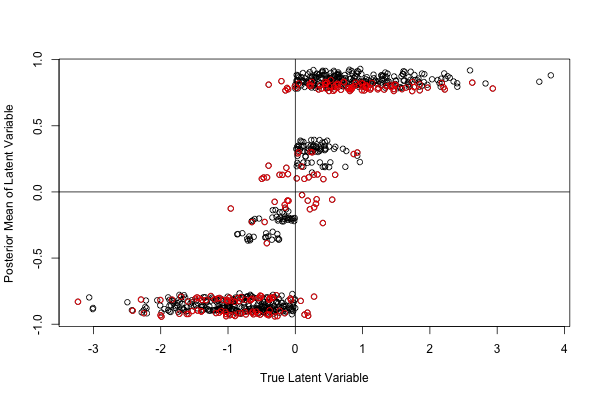 1.0
0.5
0.0
-0.5
-1.0
Posterior Mean of Latent Variable
-3 -2 -1 0 1 2 3 4
True Latent Variable